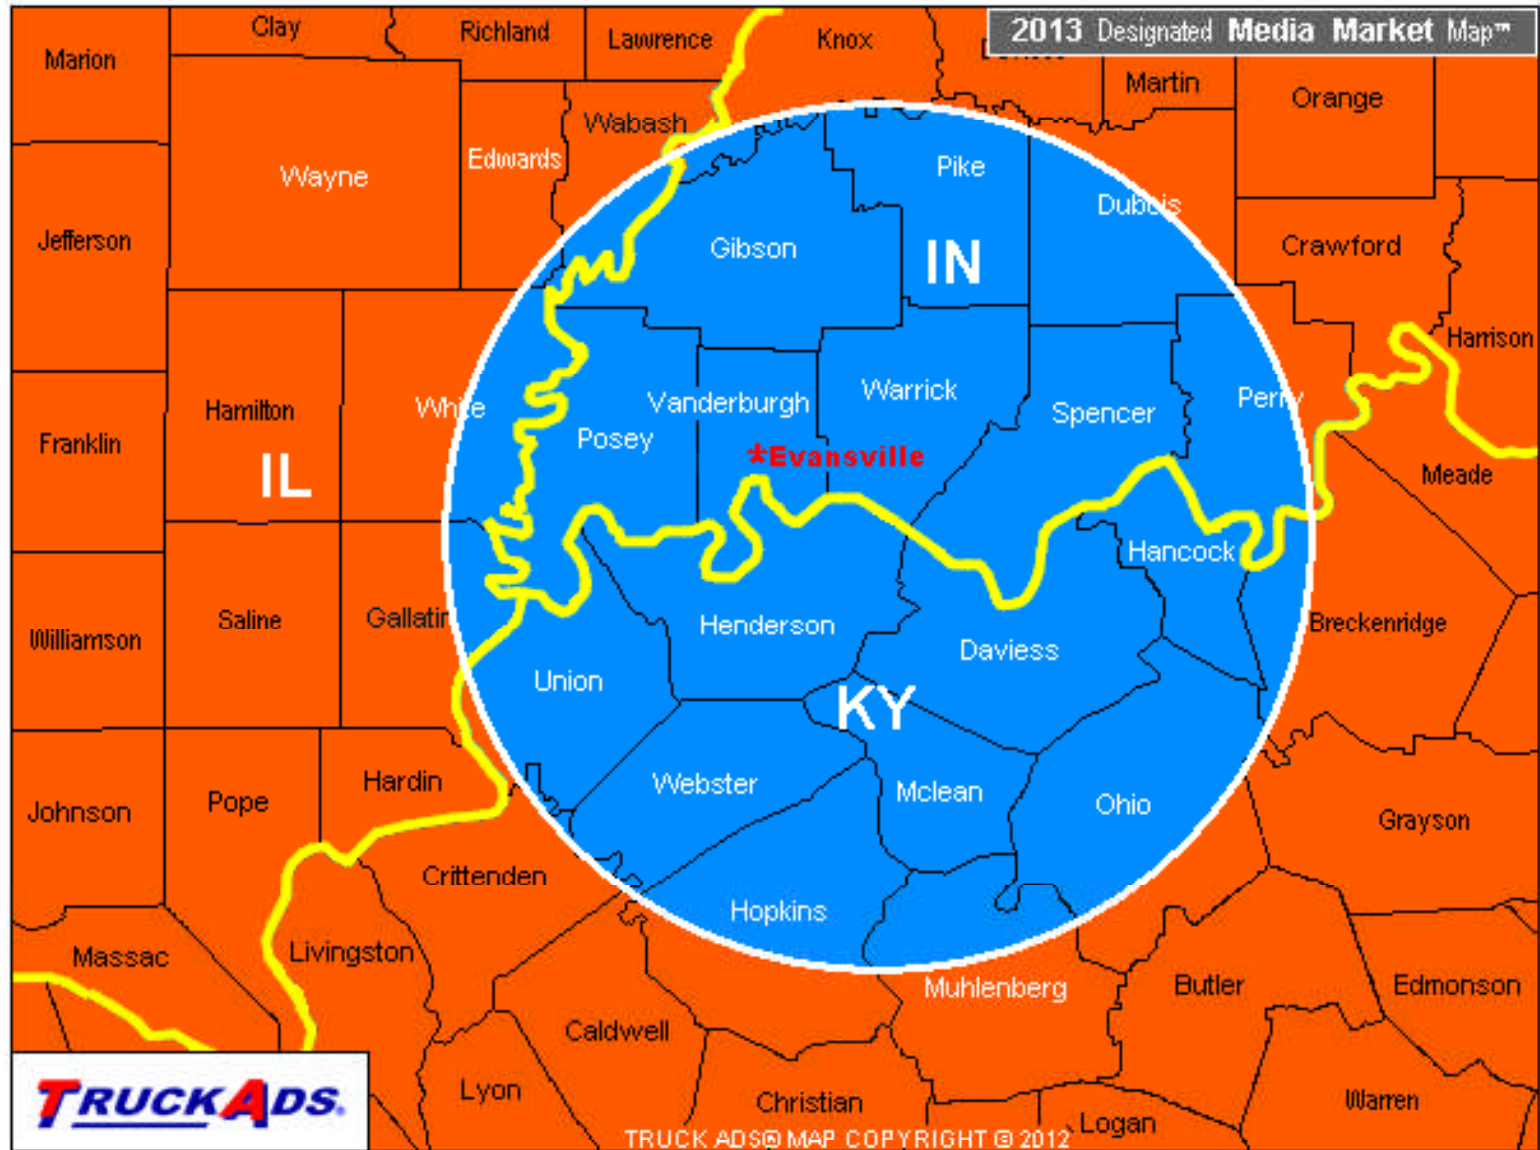 2013 Designated Media Market Map™
Clay
Richland
Lawrence
Knox
Marion
Martin
Orange
Wabash
Edwards
Pike
Wayne
Dubois
Jefferson
Gibson
Crawford
IN
Harrison
Hamilton
White
Vanderburgh
Warrick
Spencer
Perry
Franklin
Posey
*Evansville
IL
Meade
Hancock
Saline
Gallatin
Henderson
Breckenridge
Williamson
Daviess
Union
KY
Hardin
Webster
Mclean
Ohio
Johnson
Pope
Grayson
Crittenden
Hopkins
Massac
Livingston
Muhlenberg
Butler
Edmonson
Caldwell
TRUCKADS.
Lyon
Christian
Warren
Logan
TRUCK ADS® MAP COPYRIGHT © 2012